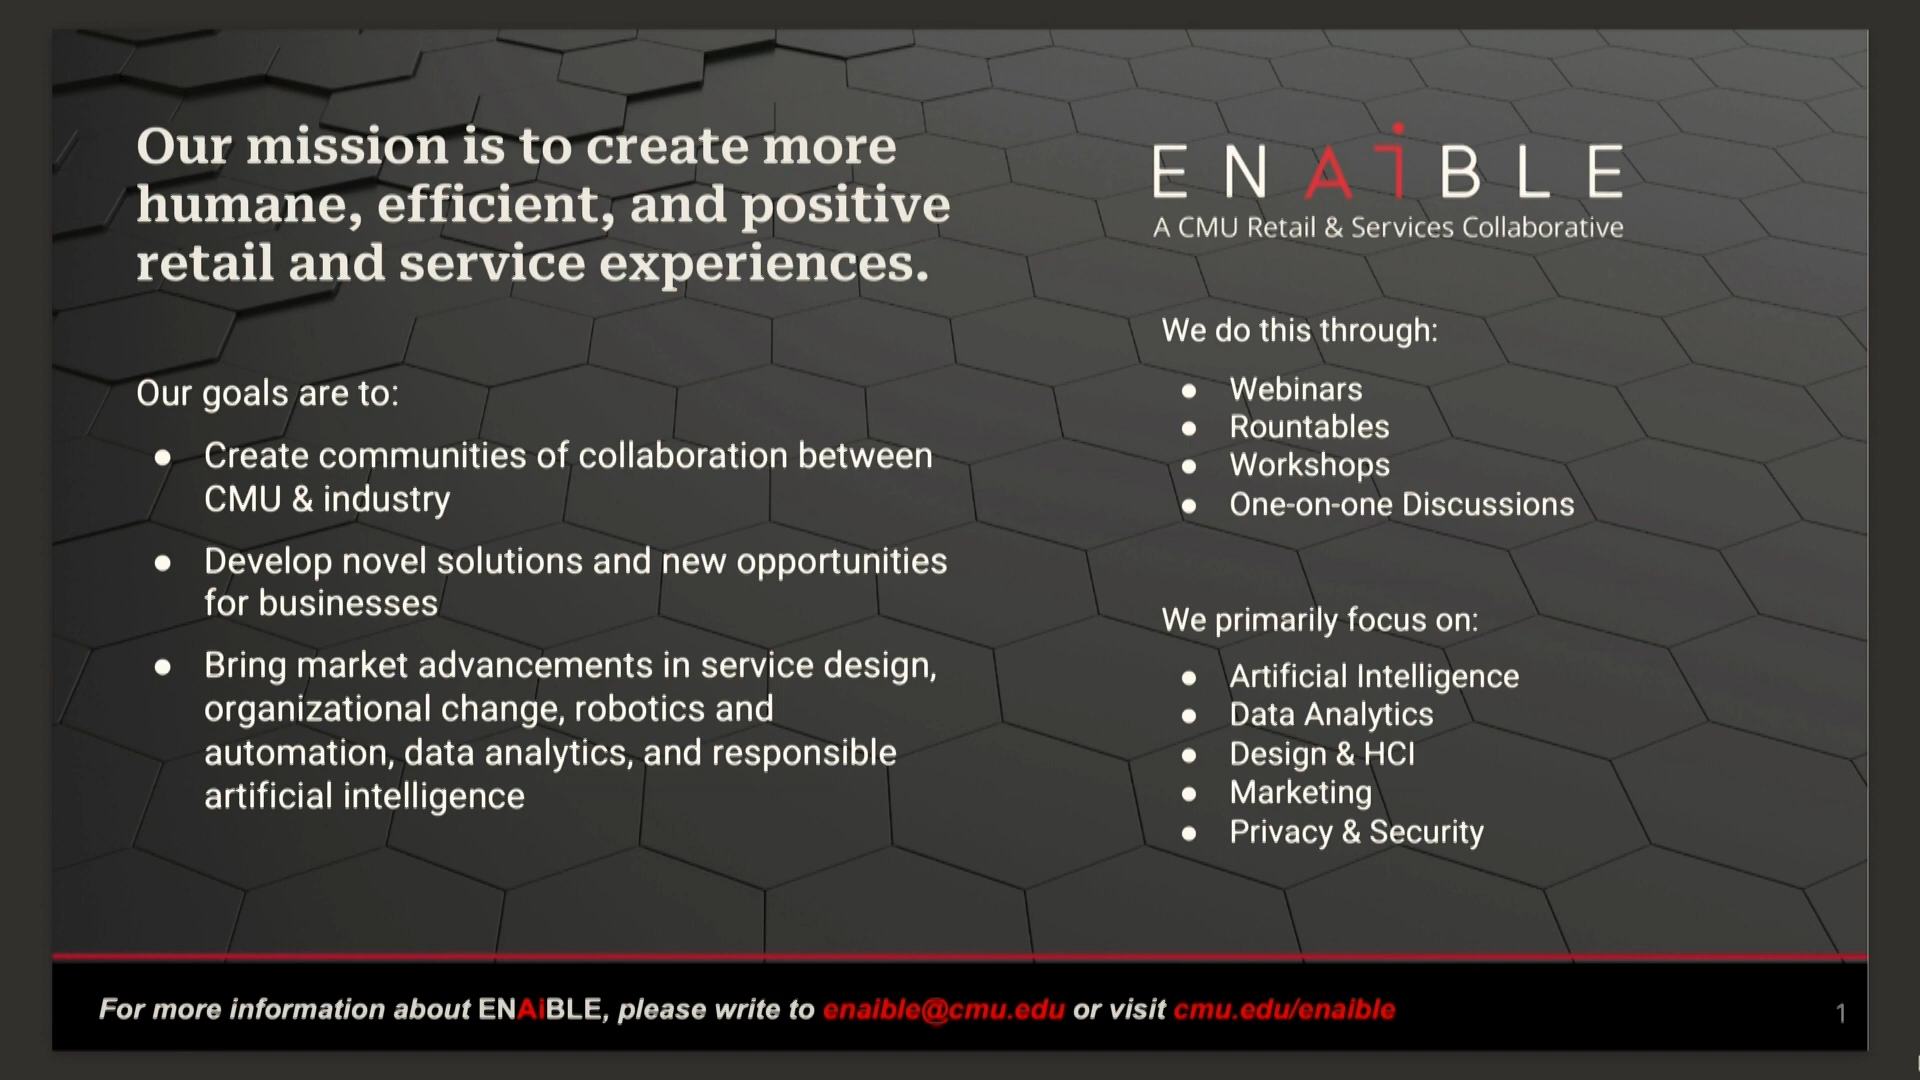 Our mission is to create more
humane, efficient, and positive
retail and service experiences.
Our goals are to:
● Create communities of collaboration between
CMU & industry
● Develop novel solutions and new opportunities
for businesses
● Bring market advancements in service design,
organizational change, robotics and
automation, data analytics, and responsible
artificial intelligence
ENAiBLE
A CMU Retail & Services Collaborative
We do this through:
● Webinars
● Rountables
● Workshops
● One-on-one Discussions
We primarily focus on:
● Artificial Intelligence
● Data Analytics
● Design & HCI
● Marketing
● Privacy & Security
For more information about ENAiBLE, please write to enaible@cmu.edu or visit cmu.edu/enaible
1